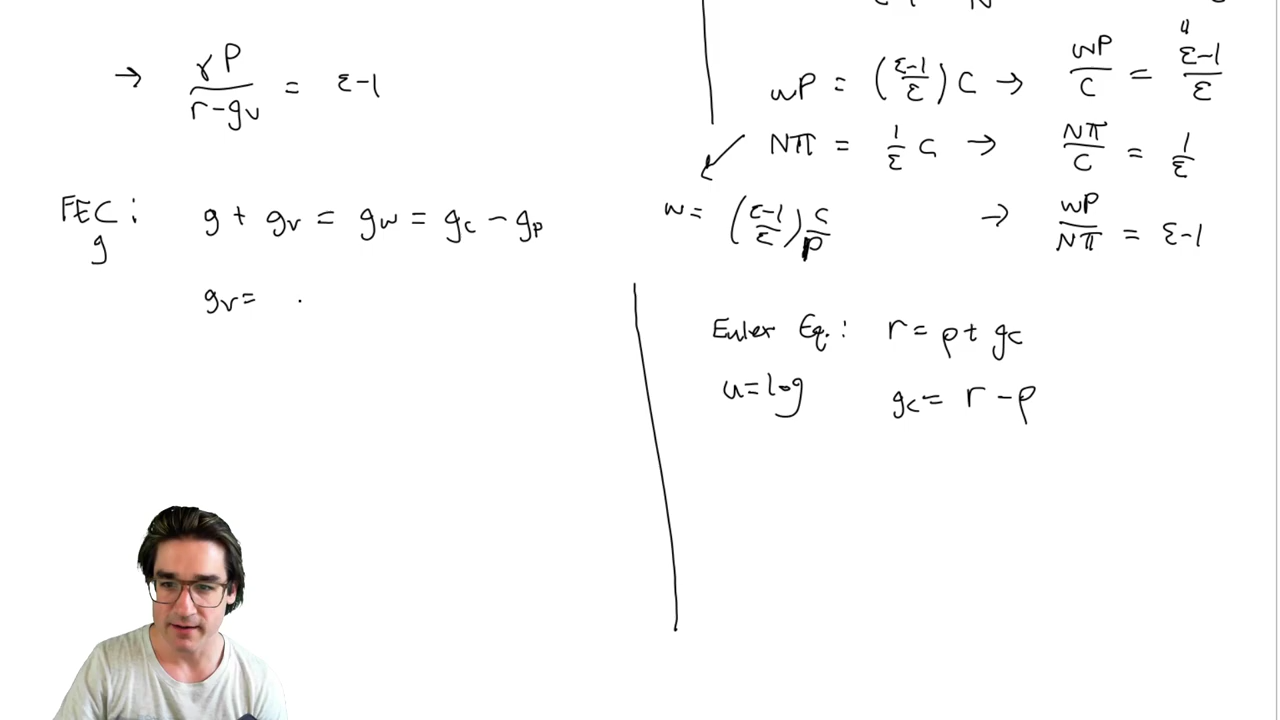 → γP / (r - g_v) = ε-1
FEC: g + g_v = g_w = g_c - g_p
g
g_v = .
"
wP = (ε-1 / ε) C → wP / C = ε-1 / ε
Nπ = 1/ε C → Nπ / C = 1/ε
w = (ε-1 / ε) C/P → wP / Nπ = ε-1
Euler Eq.: r = ρ + g_c
u = log g_c = r - ρ